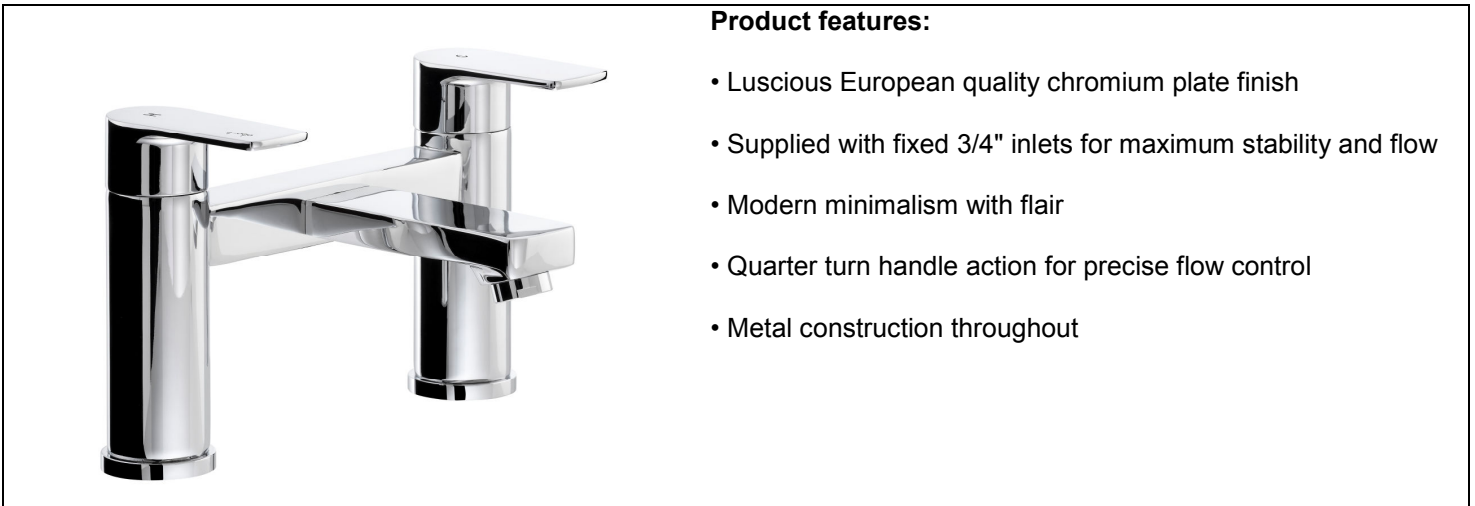 Product features:
• Luscious European quality chromium plate finish
• Supplied with fixed 3/4" inlets for maximum stability and flow
• Modern minimalism with flair
• Quarter turn handle action for precise flow control
• Metal construction throughout